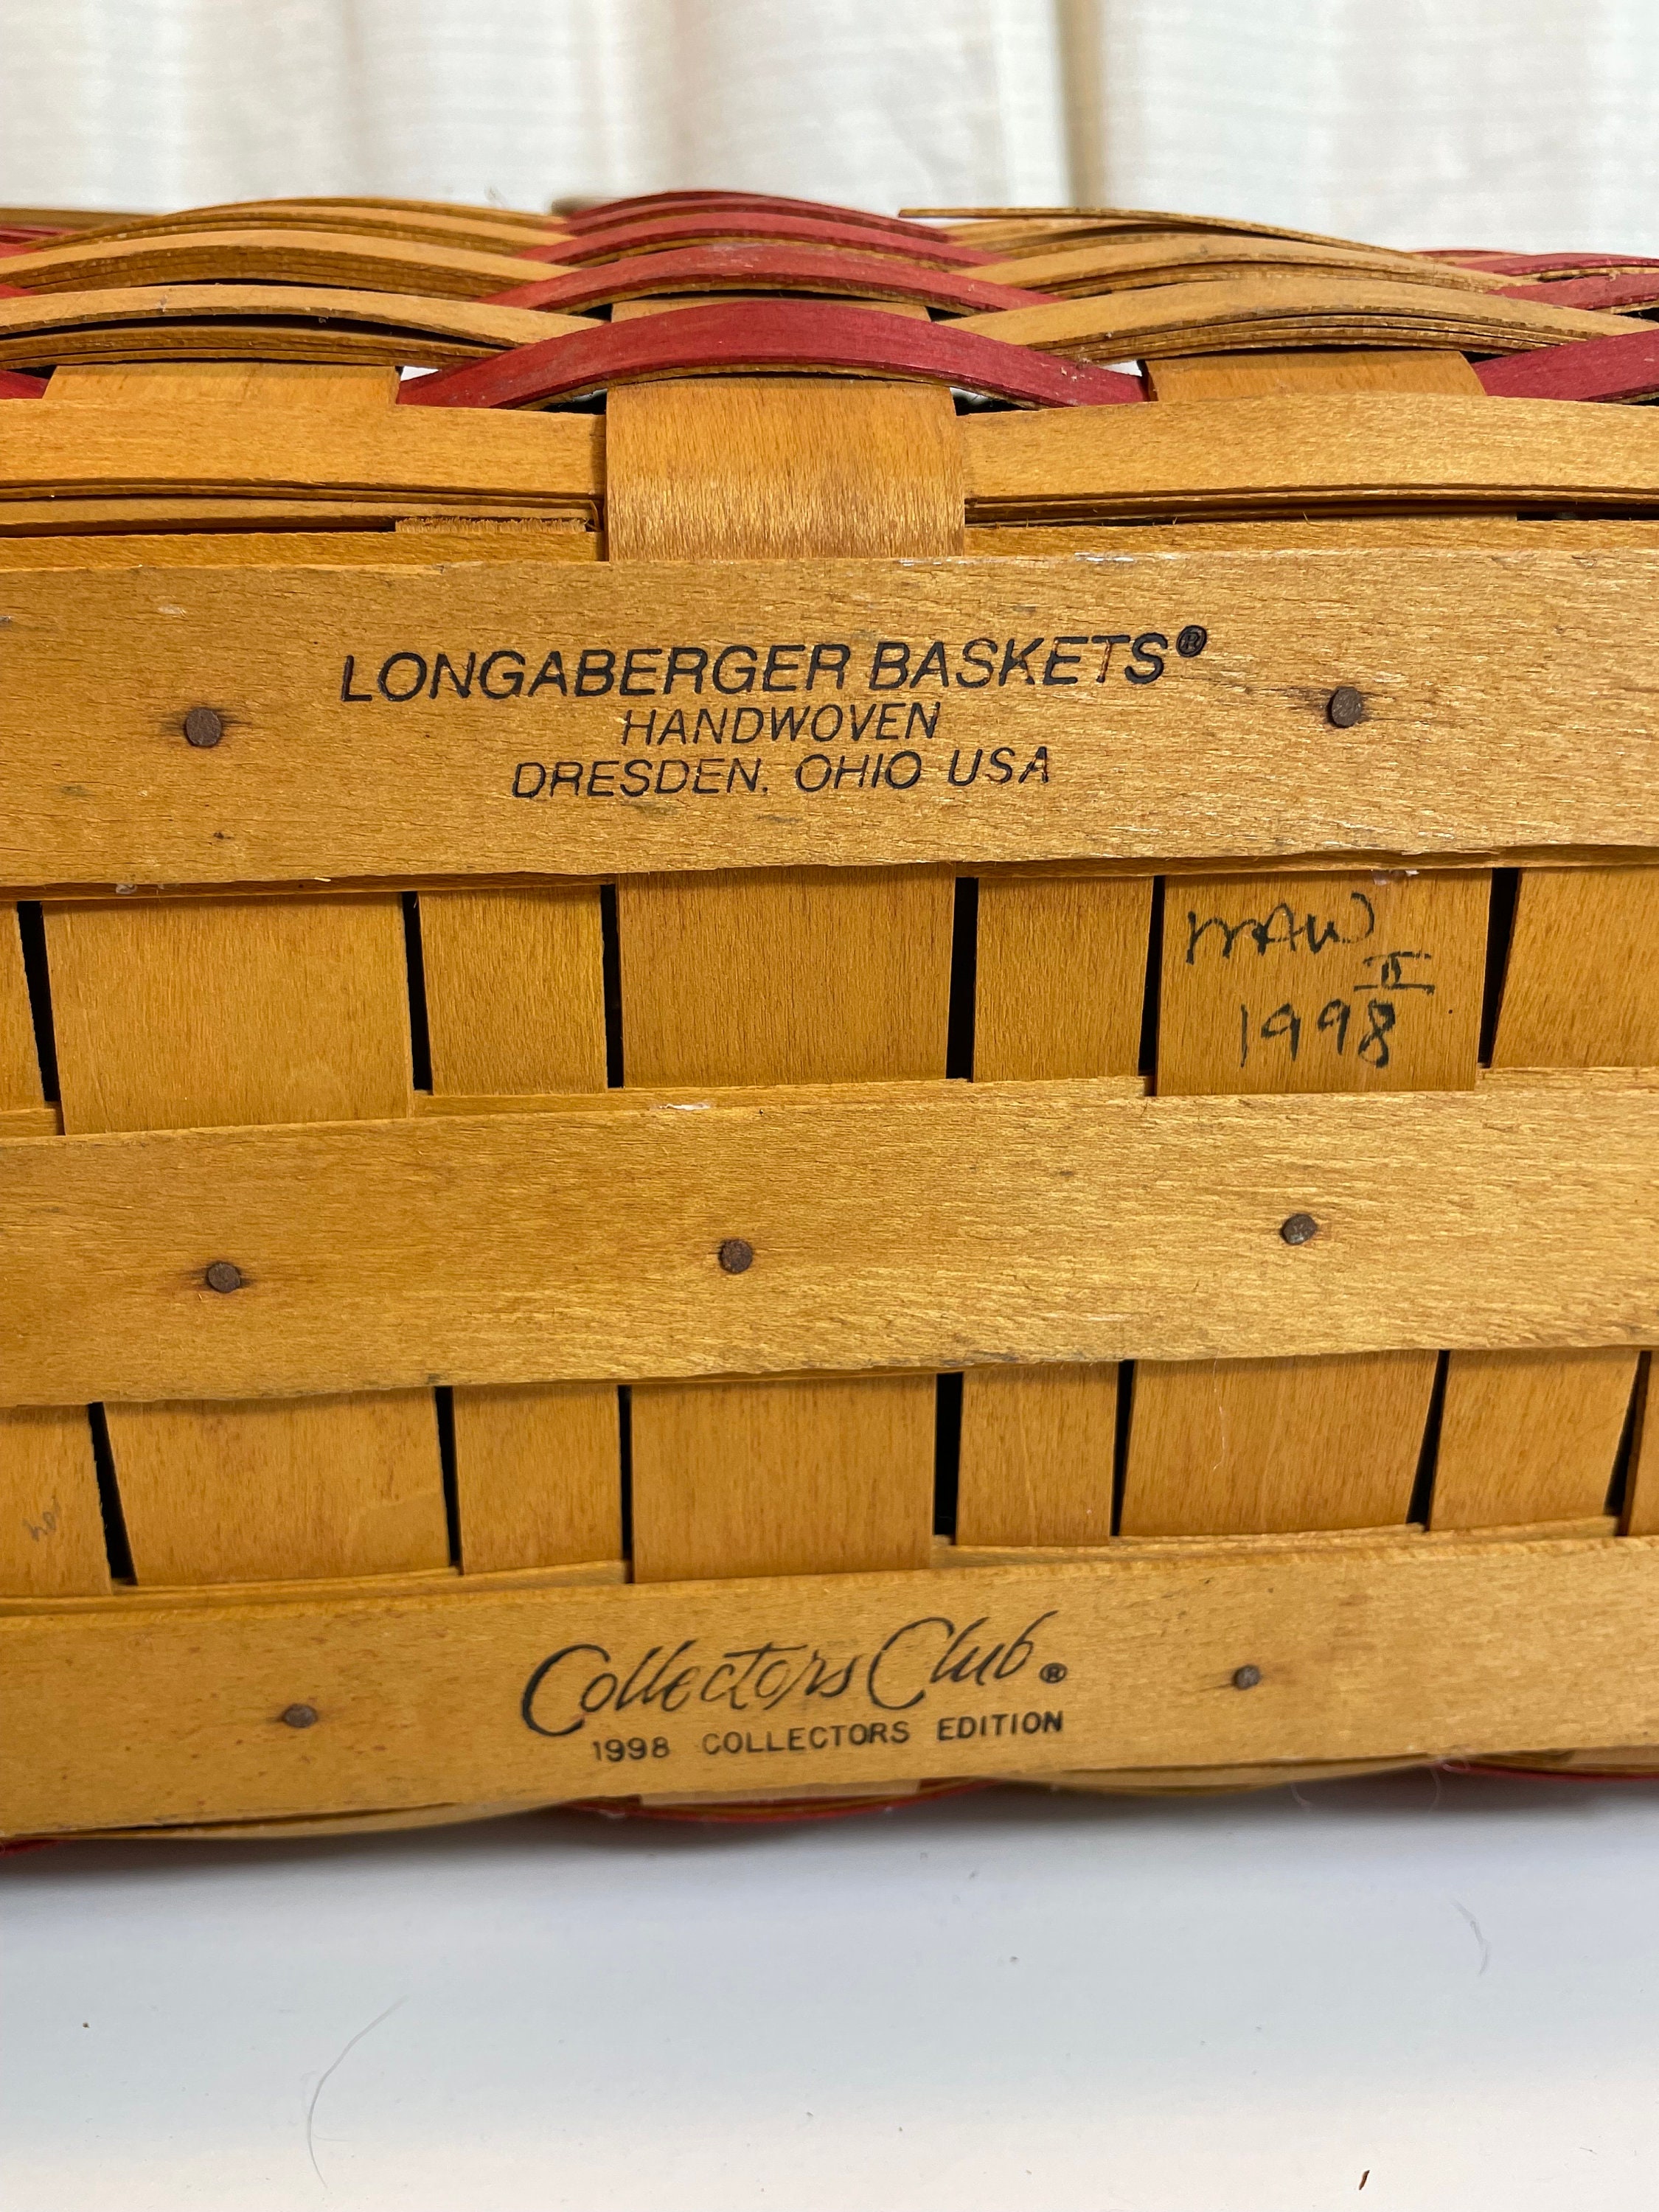 LONGABERGER BASKETS®
HANDWOVEN
DRESDEN, OHIO USA
MAW
II
1998
Collectors Club®
1998 COLLECTORS EDITION